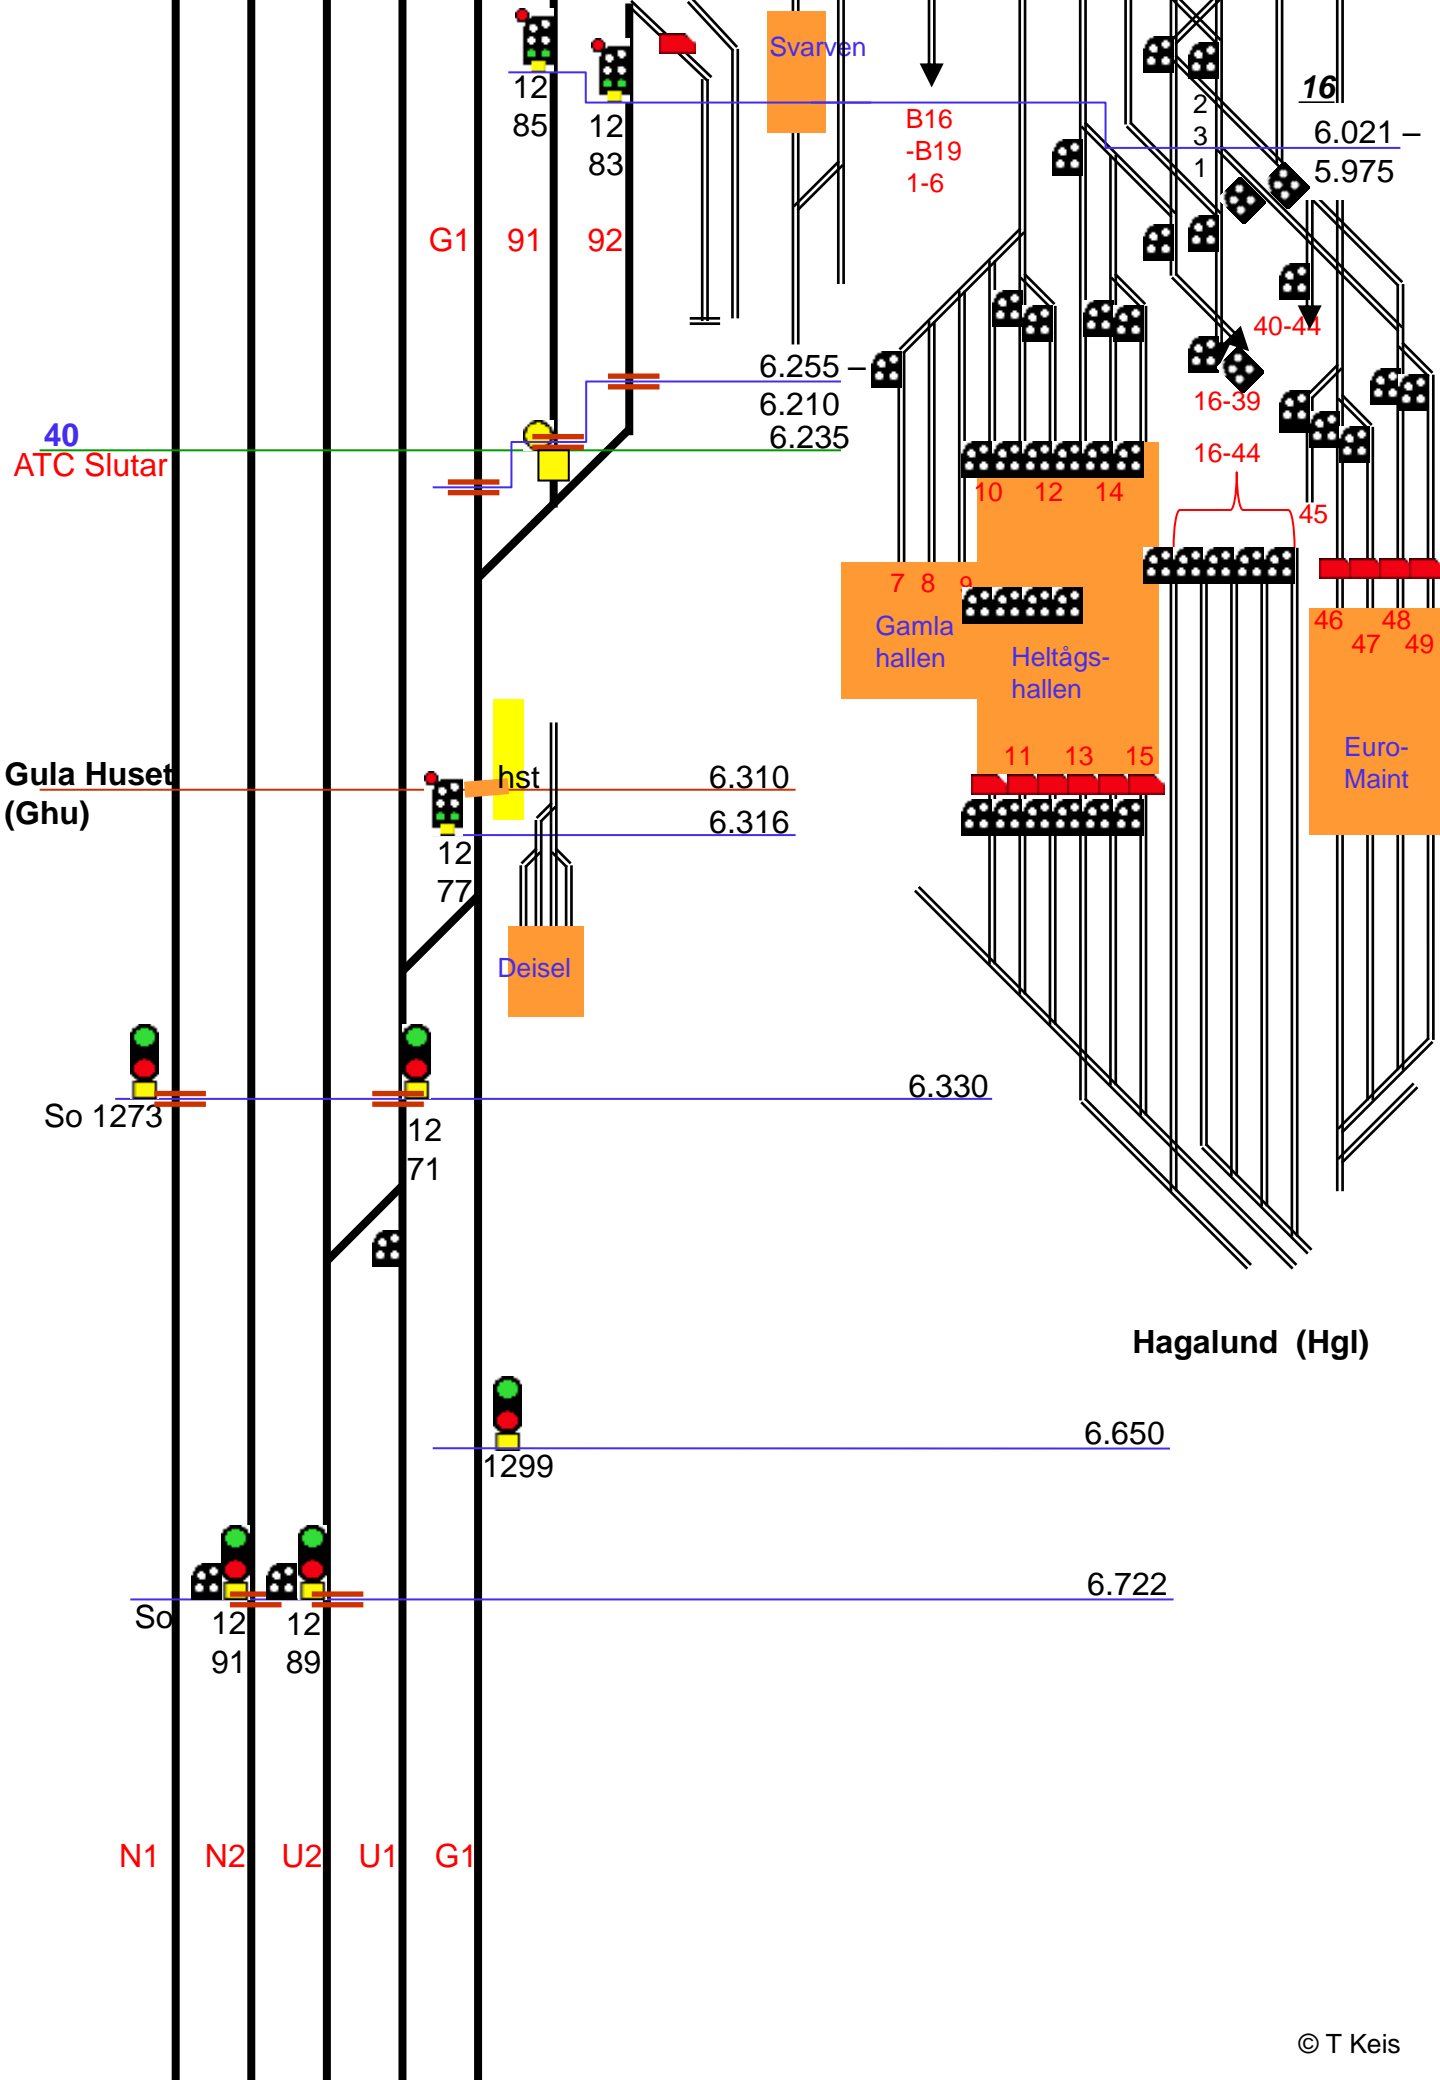 Svarven
12
85
12
83
B16
-B19
1-6
2
3
1
16
6.021 –
5.975
G1
91
92
40-44
6.255 –
6.210
6.235
40
ATC Slutar
16-39
16-44
45
10
12
14
7
8
9
Gamla
hallen
Heltågs-
hallen
46
48
47
49
Euro-
Maint
11
13
15
Gula Huset
(Ghu)
hst
6.310
6.316
12
77
Deisel
So 1273
12
71
6.330
Hagalund (Hgl)
6.650
1299
6.722
So
12
91
12
89
N1
N2
U2
U1
G1
© T Keis